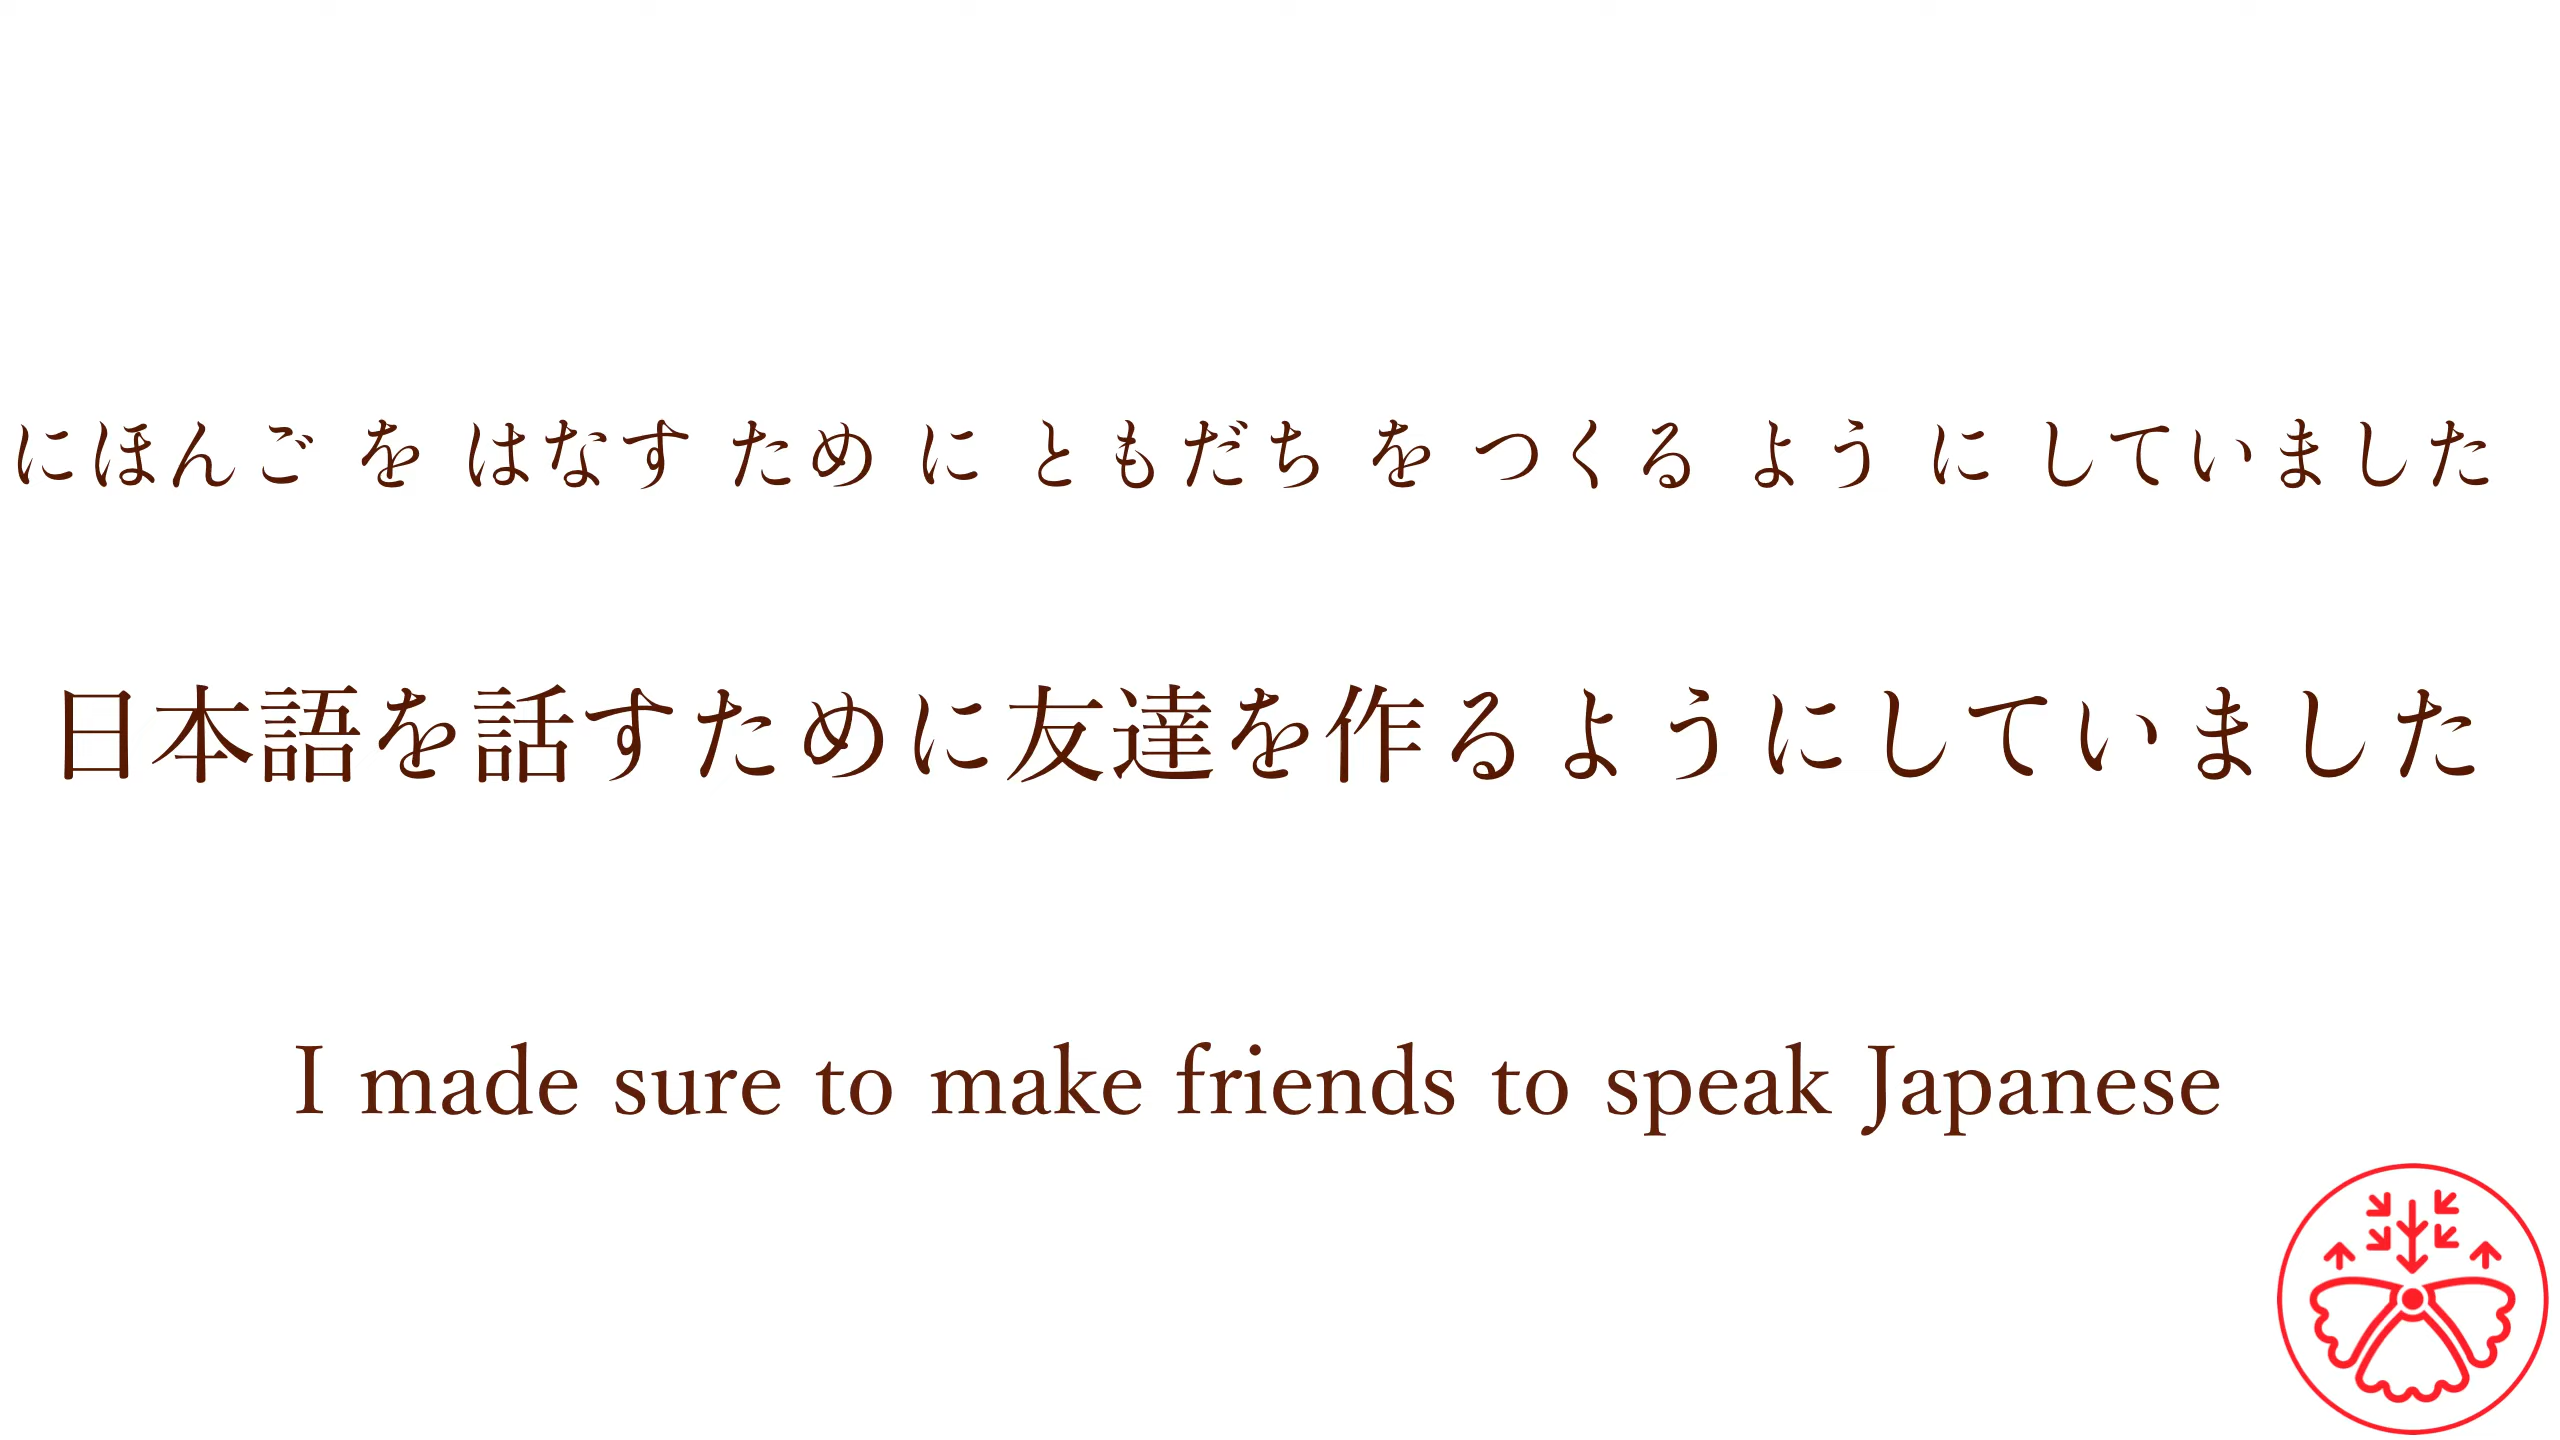 にほんご を はなす ため に ともだち を つくる よう に していました
日本語を話すために友達を作るようにしていました
I made sure to make friends to speak Japanese